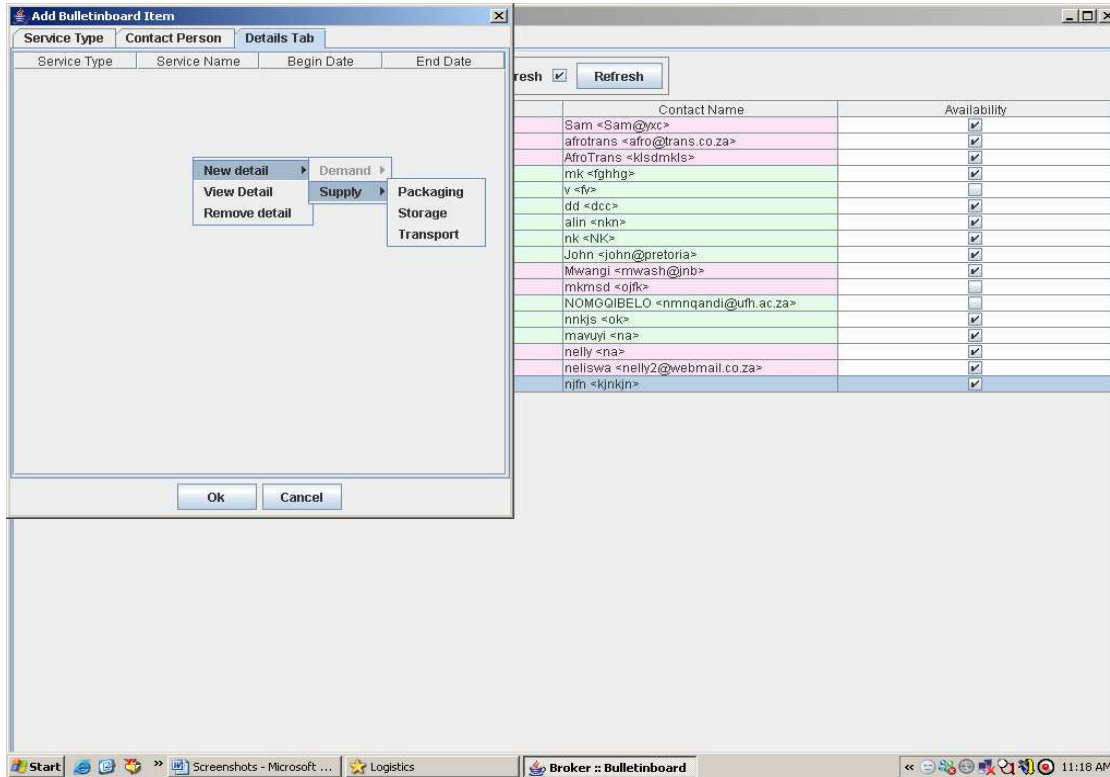 Add Bulletinboard Item
Service Type Contact Person Details Tab
Service Type Service Name Begin Date End Date
New detail Demand
View Detail Supply Packaging
Remove detail Storage
Transport
Ok Cancel
resh Refresh
Contact Name Availability
Sam <Sam@yxc>
afrotrans <afro@trans.co.za>
AfroTrans <klsdmkls>
mk <fghhg>
v <fv>
dd <dcc>
alin <nkn>
nk <NK>
John <john@pretoria>
Mwangi <mwash@jnb>
mkmsd <ojfk>
NOMGQIBELO <nmnqandi@ufh.ac.za>
nnkjs <ok>
mavuyi <na>
nelly <na>
neliswa <nelly2@webmail.co.za>
njfn <kjnkjn>
Start » Screenshots - Microsoft ... Logistics Broker :: Bulletinboard « 11:18 AM